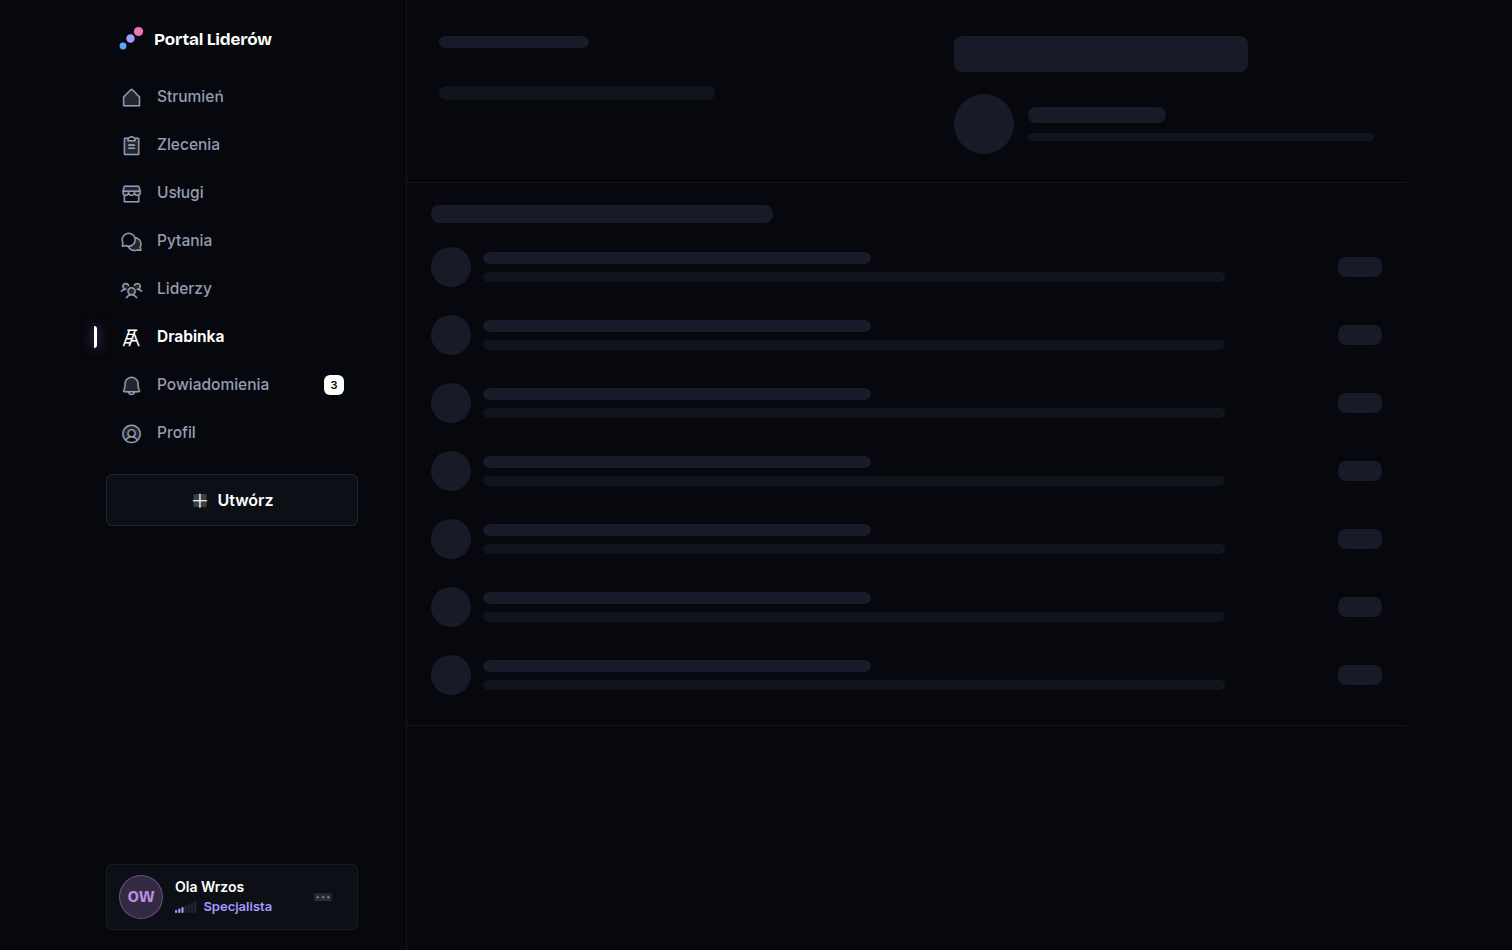 Portal Liderów
Strumień
Zlecenia
Usługi
Pytania
Liderzy
Drabinka
Powiadomienia 3
Profil
Utwórz
OW
Ola Wrzos
Specjalista